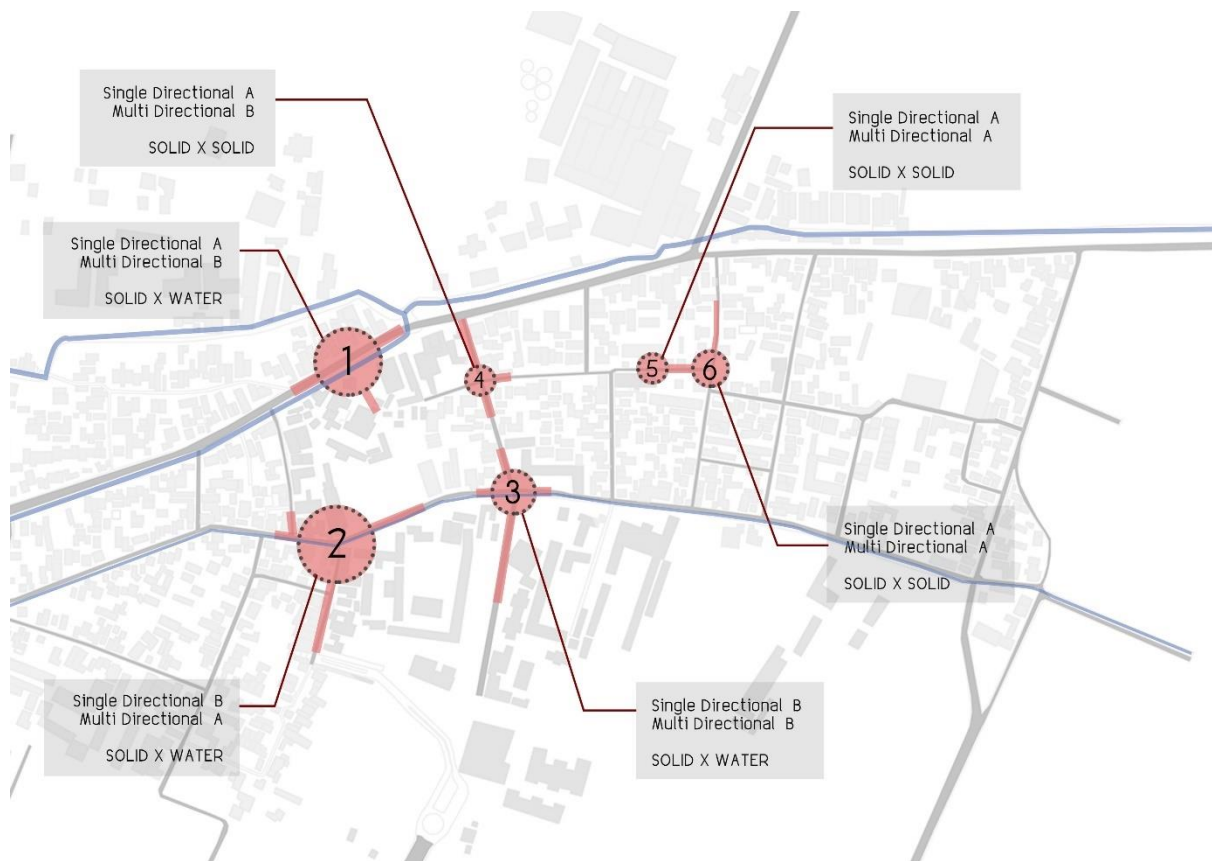 Single Directional A
Multi Directional B
SOLID X SOLID
Single Directional A
Multi Directional A
SOLID X SOLID
Single Directional A
Multi Directional B
SOLID X WATER
1
4
5
6
3
2
Single Directional A
Multi Directional A
SOLID X SOLID
Single Directional B
Multi Directional A
SOLID X WATER
Single Directional B
Multi Directional B
SOLID X WATER